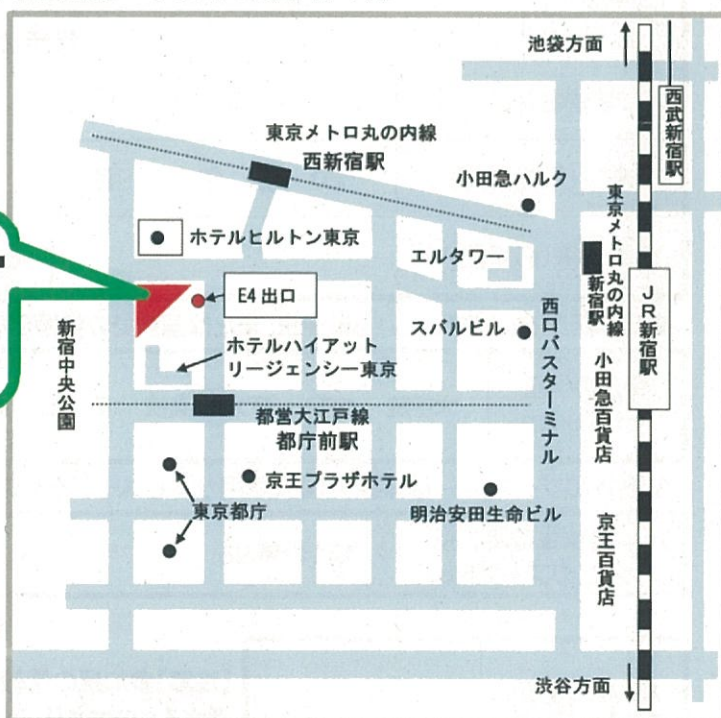 池袋方面
西武新宿駅
東京メトロ丸の内線
西新宿駅
小田急ハルク
ホテルヒルトン東京
エルタワー
東京メトロ丸の内線
新宿駅
JR新宿駅
E4 出口
スバルビル
西口バスターミナル
新宿中央公園
ホテルハイアット
リージェンシー東京
小田急百貨店
都営大江戸線
都庁前駅
京王プラザホテル
東京都庁
明治安田生命ビル
京王百貨店
渋谷方面